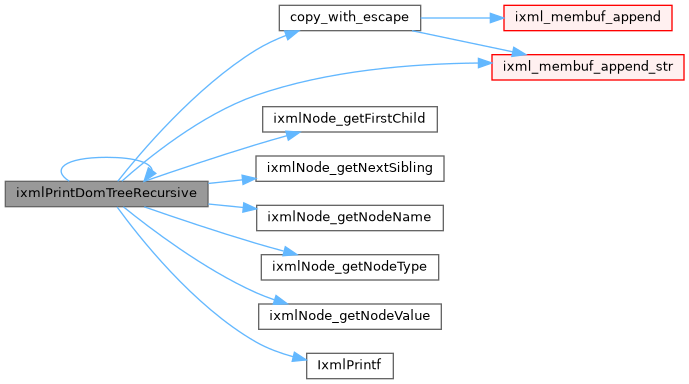 copy_with_escape
ixml_membuf_append
ixml_membuf_append_str
ixmlNode_getFirstChild
ixmlNode_getNextSibling
ixmlPrintDomTreeRecursive
ixmlNode_getNodeName
ixmlNode_getNodeType
ixmlNode_getNodeValue
IxmlPrintf